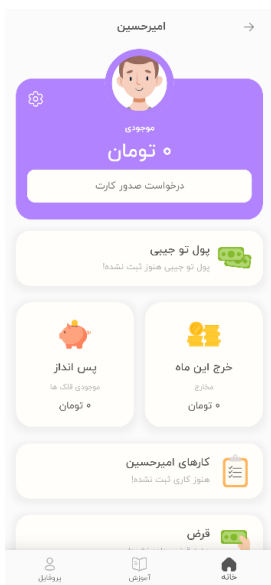 امیرحسین
موجودی
۰ تومان
درخواست صدور کارت
پول تو جیبی
پول تو جیبی هنوز ثبت نشده!
خرج این ماه
مخارج
۰ تومان
پس انداز
موجودی قلک ها
۰ تومان
کارهای امیرحسین
هنوز کاری ثبت نشده!
قرض
خانه
آموزش
پروفایل